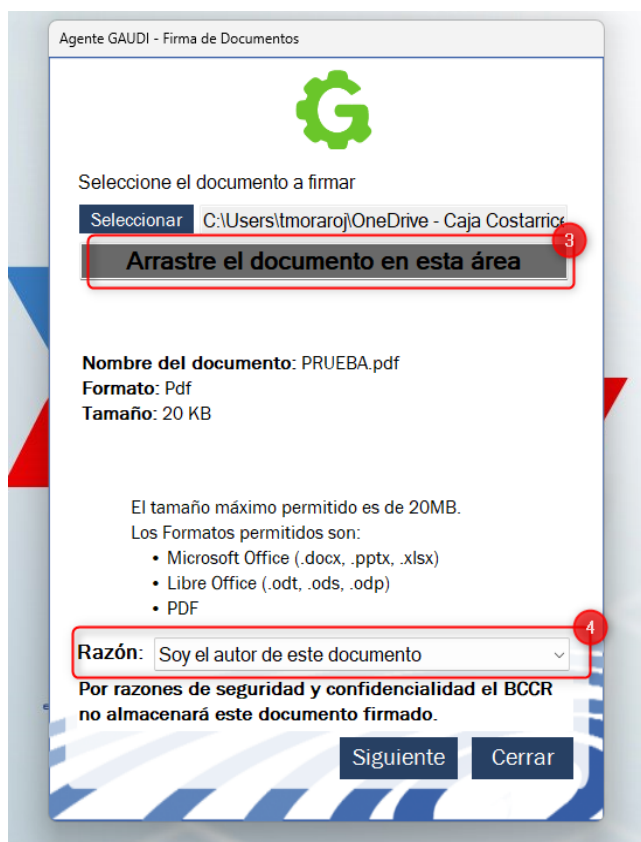 Agente GAUDI - Firma de Documentos
G
Seleccione el documento a firmar
Seleccionar C:\Users\tmoraroj\OneDrive - Caja Costarrice
3
Arrastre el documento en esta área
Nombre del documento: PRUEBA.pdf
Formato: Pdf
Tamaño: 20 KB
El tamaño máximo permitido es de 20MB.
Los Formatos permitidos son:
• Microsoft Office (.docx, .pptx, .xlsx)
• Libre Office (.odt, .ods, .odp)
• PDF
4
Razón: Soy el autor de este documento
Por razones de seguridad y confidencialidad el BCCR
no almacenará este documento firmado.
Siguiente Cerrar